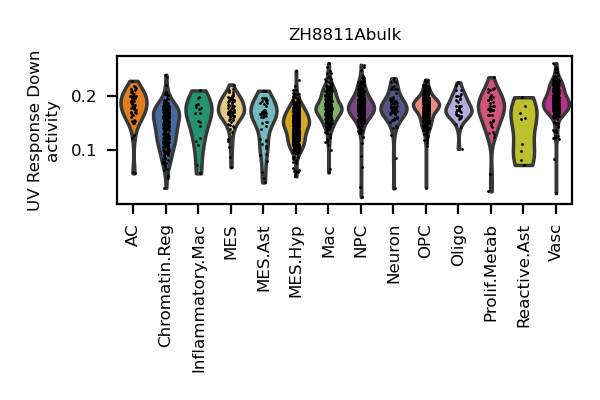 ZH8811Abulk
UV Response Down
activity
0.2
0.1
AC
Chromatin.Reg
Inflammatory.Mac
MES
MES.Ast
MES.Hyp
Mac
NPC
Neuron
OPC
Oligo
Prolif.Metab
Reactive.Ast
Vasc